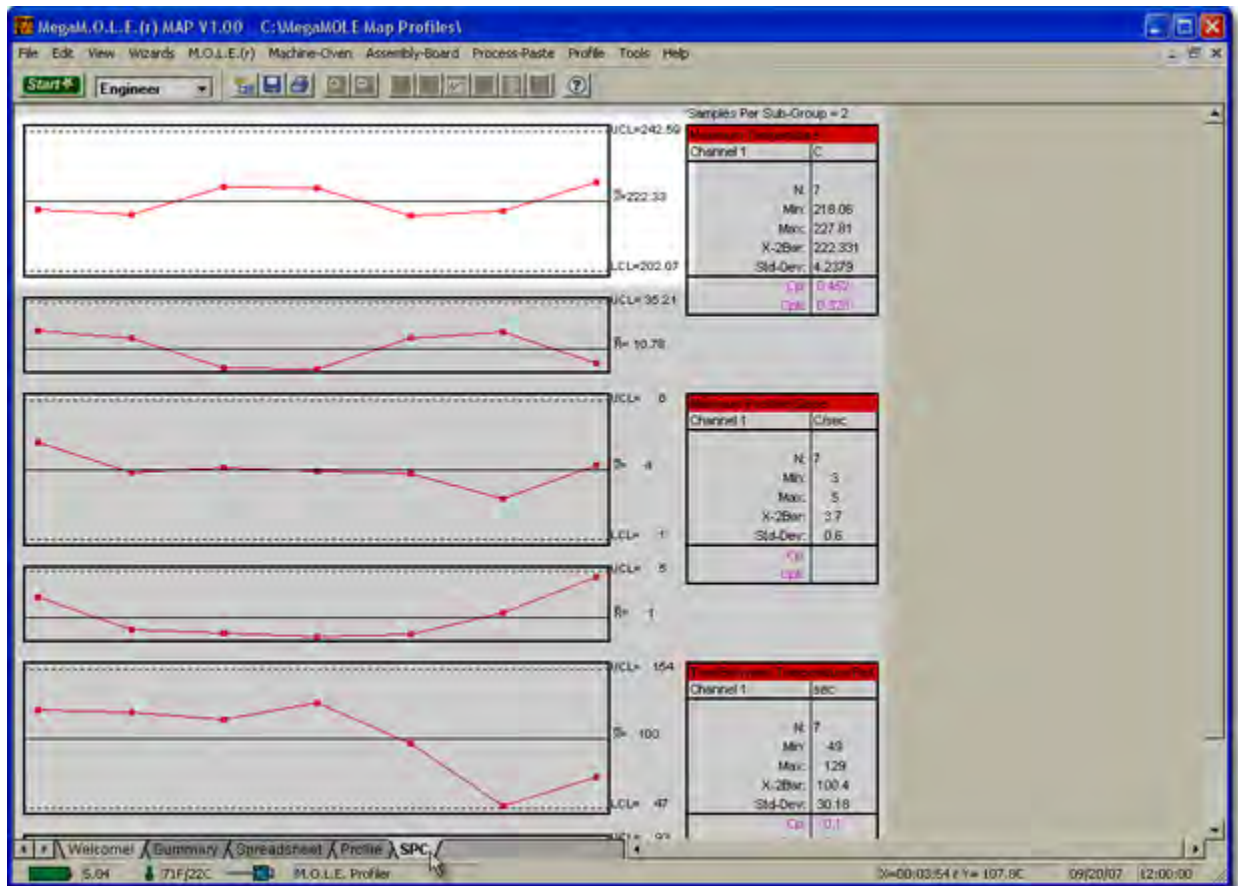 MegaM.O.L.E.(r) MAP V1.00 C:\MegaMOLE Map Profiles\
File Edit View Wizards M.O.L.E.(r) Machine-Oven Assembly-Board Process-Paste Profile Tools Help
Start Engineer
Samples Per Sub-Group = 2
UCL=242.59
Maximum Temperature
Channel 1 C
X=222.33
N: 7
Min: 218.06
Max: 227.81
X-2Bar: 222.331
LCL=202.07
Std-Dev: 4.2379
Cp:
Cpk:
UCL= 35.21
R= 10.78
UCL= 6
Channel 1 C/sec
X= 4
N: 7
Min: 3
Max: 5
X-2Bar: 3.7
LCL= 1
Std-Dev: 0.6
Cp:
Cpk:
UCL= 5
R= 1
UCL= 154
Channel 1 sec
X= 100
N: 7
Min: 49
Max: 129
X-2Bar: 100.4
LCL= 47
Std-Dev: 30.18
Cp: 0.1
Welcome! Summary Spreadsheet Profile SPC
5.04 71F/22C M.O.L.E. Profiler X=00:03:54 Y= 107.8C 09/20/07 12:00:00